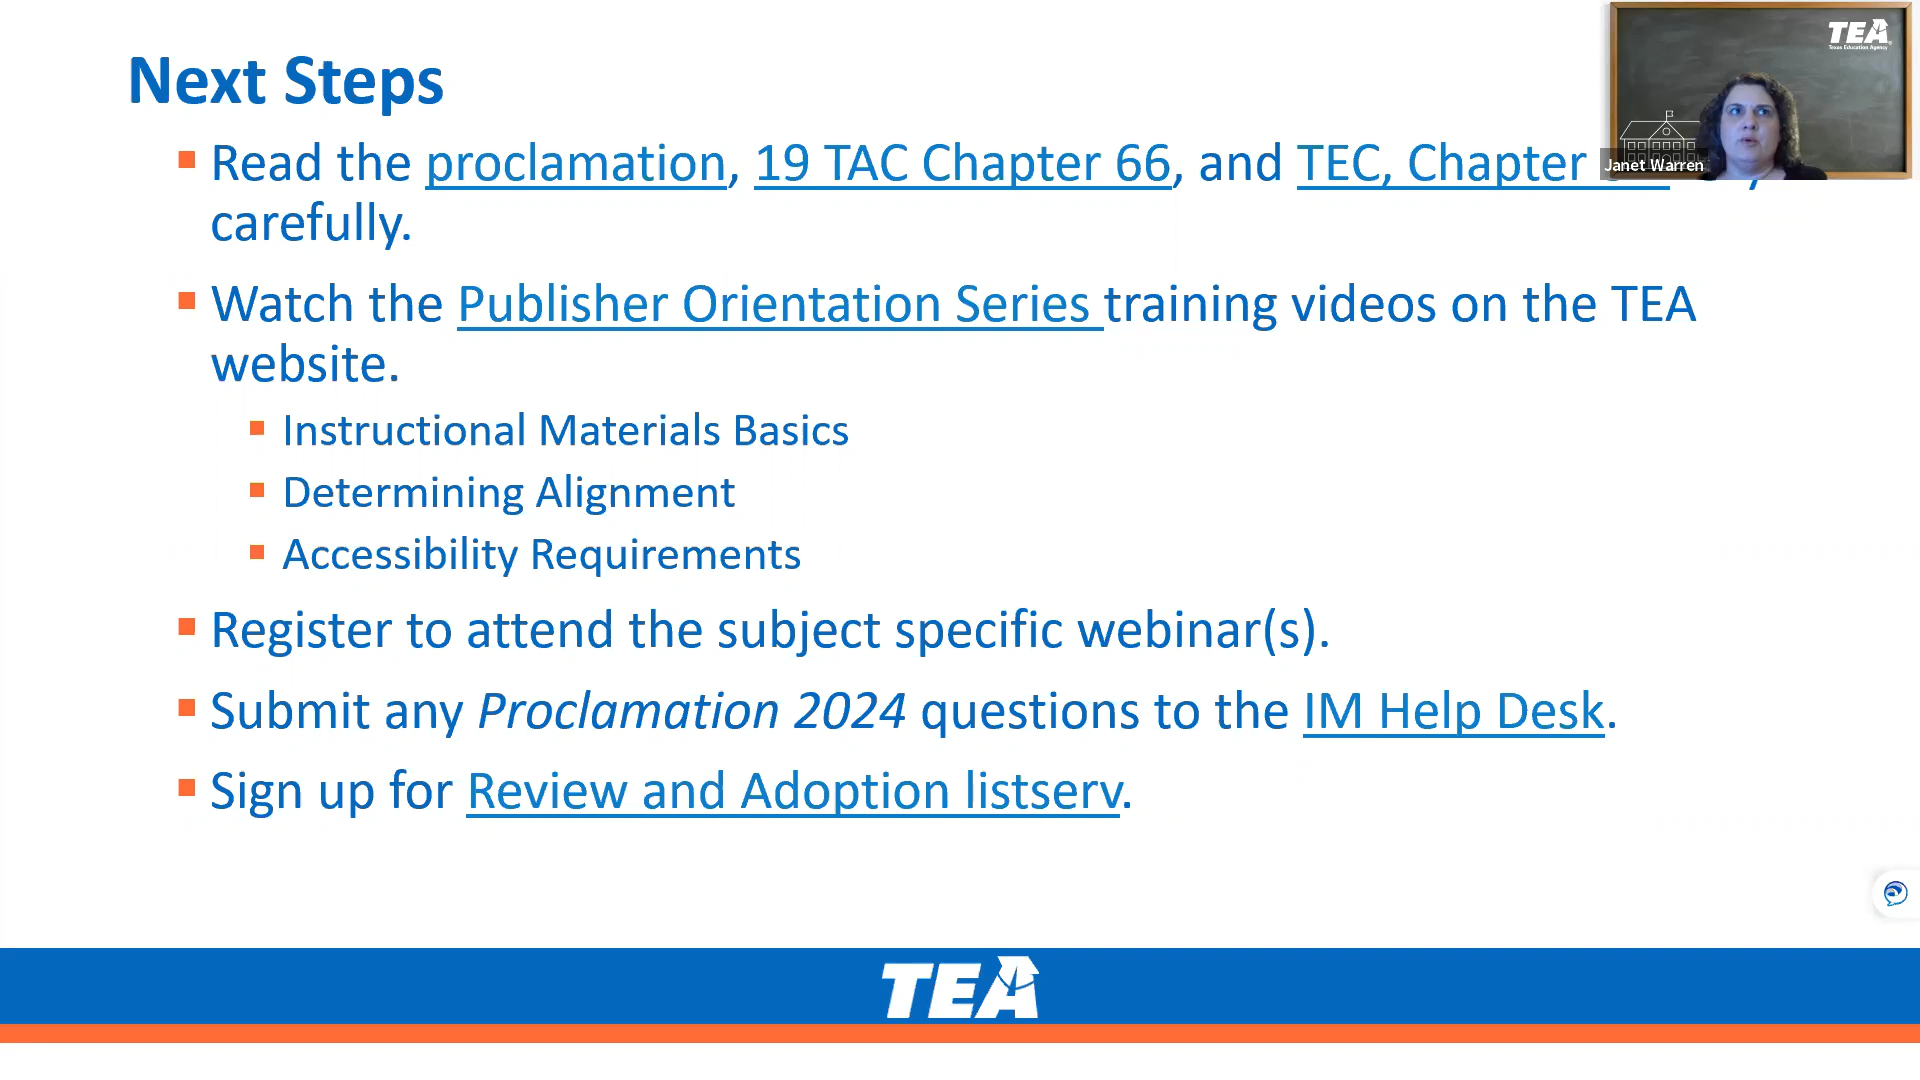 Next Steps
TEA
Texas Education Agency
Janet Warren
Read the proclamation, 19 TAC Chapter 66, and TEC, Chapter
carefully.
Watch the Publisher Orientation Series training videos on the TEA
website.
Instructional Materials Basics
Determining Alignment
Accessibility Requirements
Register to attend the subject specific webinar(s).
Submit any Proclamation 2024 questions to the IM Help Desk.
Sign up for Review and Adoption listserv.
TEA